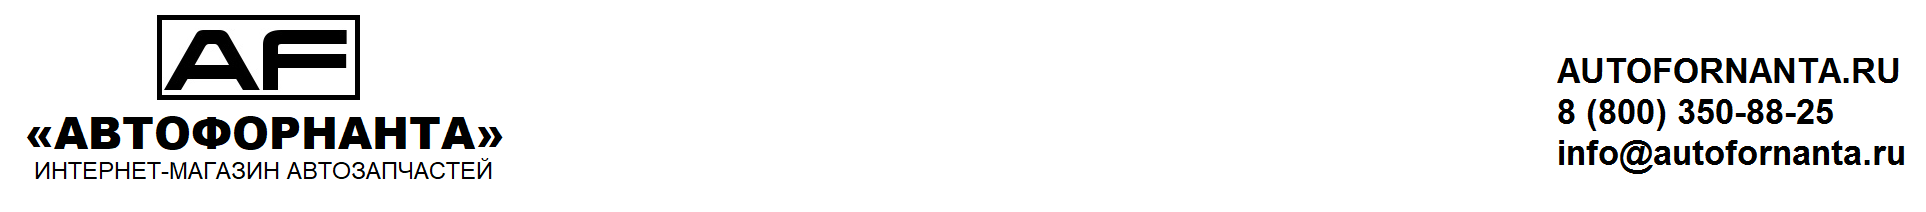 AF
«АВТОФОРНАНТА»
ИНТЕРНЕТ-МАГАЗИН АВТОЗАПЧАСТЕЙ
AUTOFORNANTA.RU
8 (800) 350-88-25
info@autofornanta.ru